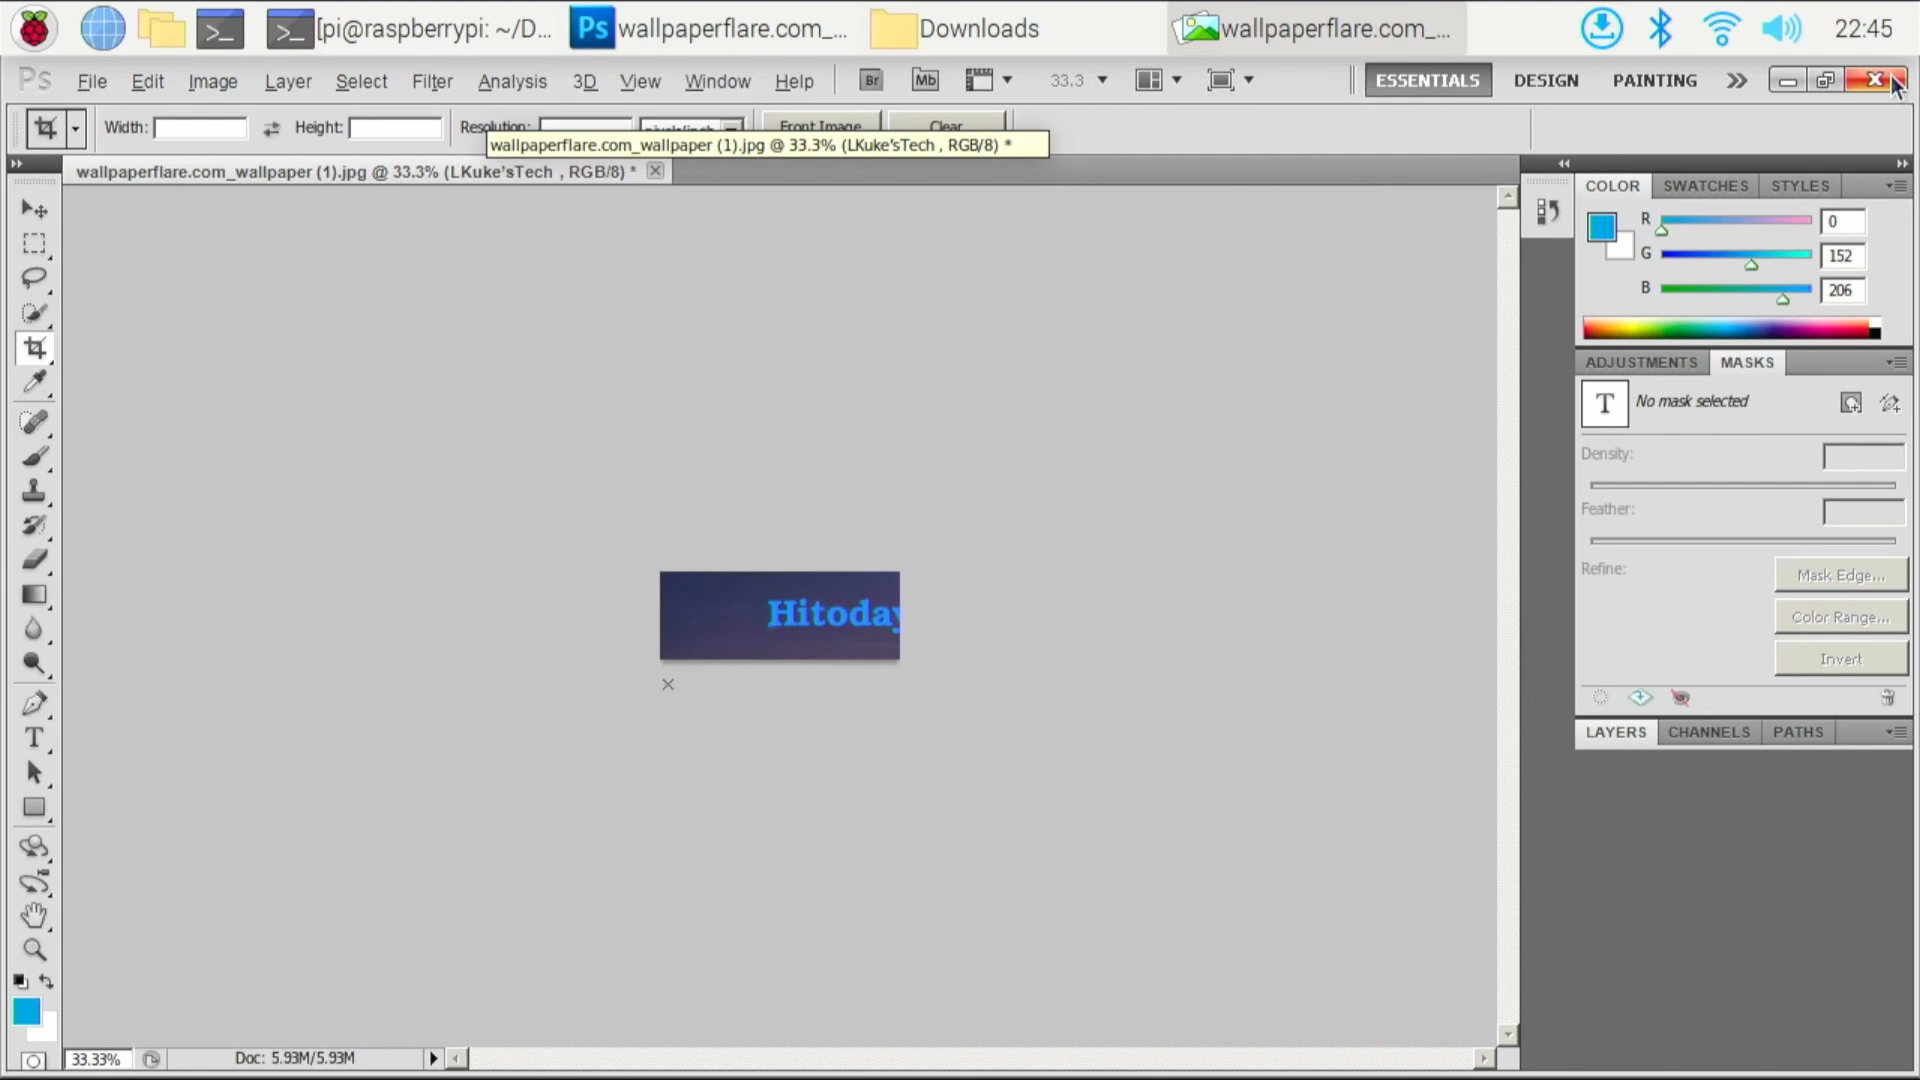 [pi@raspberrypi: ~/D... Ps wallpaperflare.com_... Downloads wallpaperflare.com_... 22:45
Ps File Edit Image Layer Select Filter Analysis 3D View Window Help Br Mb 33.3 ESSENTIALS DESIGN PAINTING
Width: Height: Resolution: pixels/inch Front Image Clear
wallpaperflare.com_wallpaper (1).jpg @ 33.3% (LKuke'sTech , RGB/8) *
wallpaperflare.com_wallpaper (1).jpg @ 33.3% (LKuke'sTech , RGB/8) *
COLOR SWATCHES STYLES
R 0
G 152
B 206
ADJUSTMENTS MASKS
T No mask selected
Density:
Feather:
Refine: Mask Edge...
Color Range...
Invert
LAYERS CHANNELS PATHS
Hitoday
T
33.33% Doc: 5.93M/5.93M